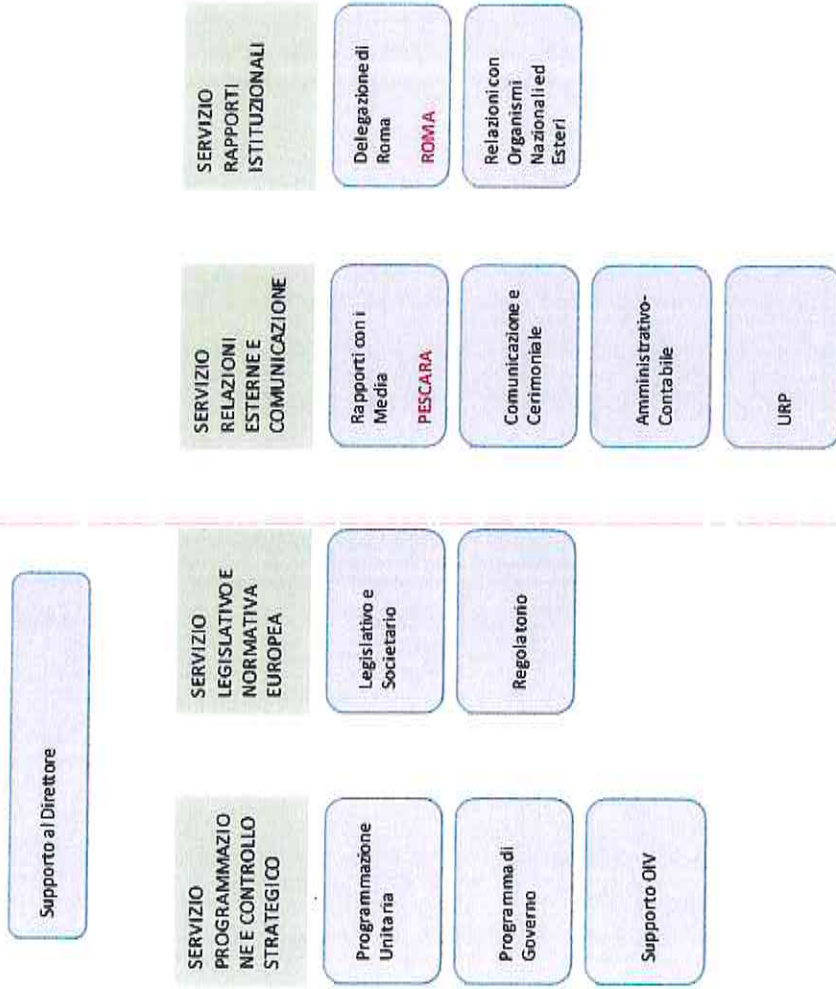 Supporto al Direttore
SERVIZIO
PROGRAMMAZIO
NE E CONTROLLO
STRATEGICO
Programmazione
Unitaria
Programma di
Governo
Supporto OIV
SERVIZIO
LEGISLATIVO E
NORMATIVA
EUROPEA
Legislativo e
Societario
Regolatorio
SERVIZIO
RELAZIONI
ESTERNE E
COMUNICAZIONE
Rapporti con i
Media
PESCARA
Comunicazione e
Cerimoniale
Amministrativo-
Contabile
URP
SERVIZIO
RAPPORTI
ISTITUZIONALI
Delegazione di
Roma
ROMA
Relazioni con
Organismi
Nazionali ed
Esteri